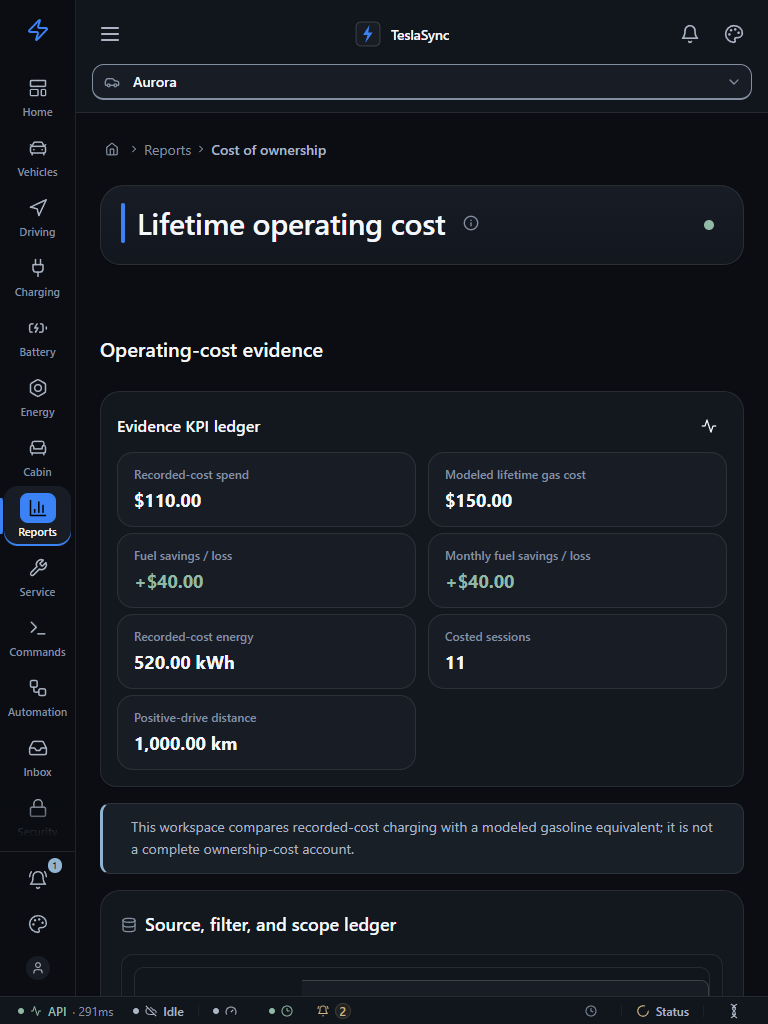 TeslaSync
Aurora
Home
Vehicles
Driving
Charging
Battery
Energy
Cabin
Reports
Service
Commands
Automation
Inbox
Security
1
Reports
Cost of ownership
Lifetime operating cost
Operating-cost evidence
Evidence KPI ledger
Recorded-cost spend
$110.00
Modeled lifetime gas cost
$150.00
Fuel savings / loss
+$40.00
Monthly fuel savings / loss
+$40.00
Recorded-cost energy
520.00 kWh
Costed sessions
11
Positive-drive distance
1,000.00 km
This workspace compares recorded-cost charging with a modeled gasoline equivalent; it is not
a complete ownership-cost account.
Source, filter, and scope ledger
API · 291ms
Idle
2
Status